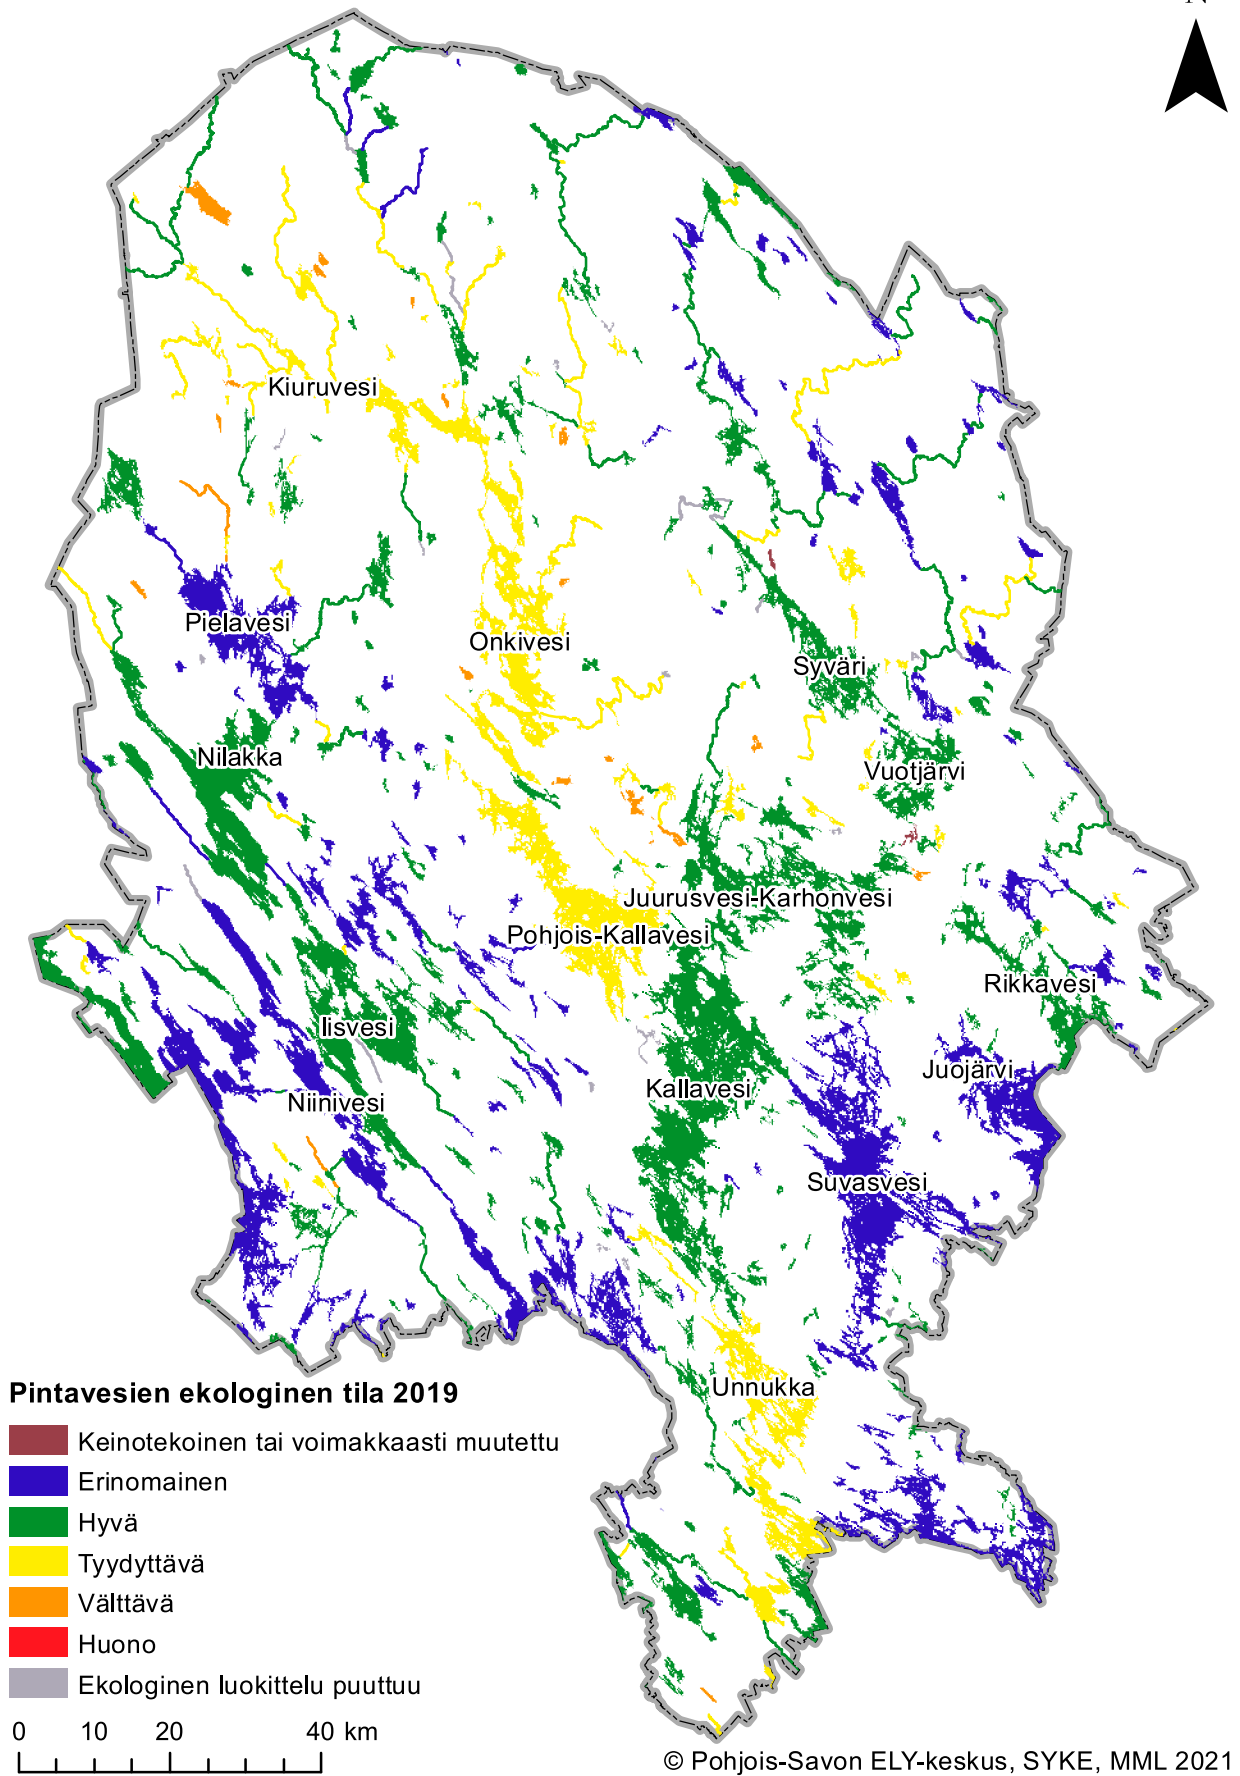 N
Kiuruvesi
Pielavesi
Onkivesi
Syväri
Nilakka
Vuotjärvi
Juurusvesi-Karhonvesi
Pohjois-Kallavesi
Rikkavesi
Iisvesi
Juojärvi
Kallavesi
Niinivesi
Suvasvesi
Unnukka
Pintavesien ekologinen tila 2019
Keinotekoinen tai voimakkaasti muutettu
Erinomainen
Hyvä
Tyydyttävä
Välttävä
Huono
Ekologinen luokittelu puuttuu
0 10 20 40 km
© Pohjois-Savon ELY-keskus, SYKE, MML 2021